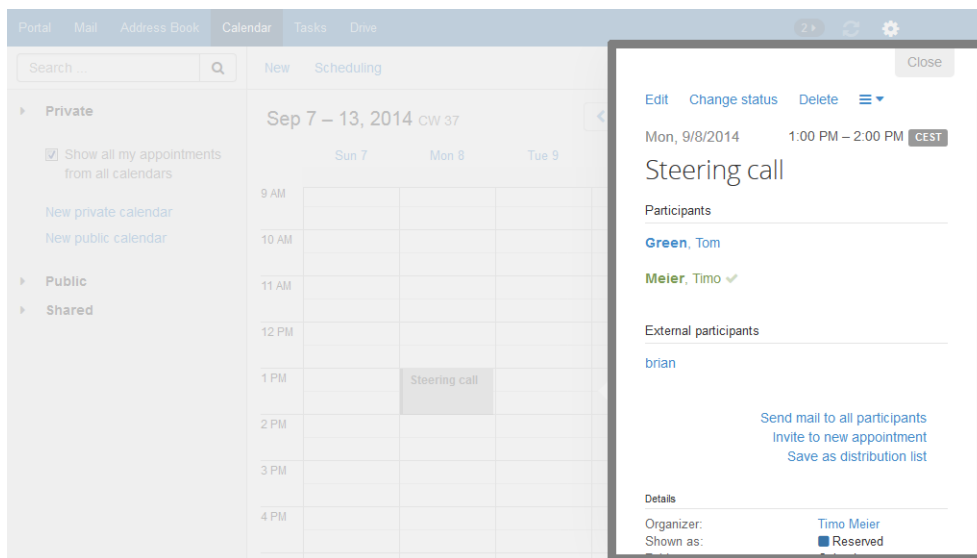 Portal Mail Address Book Calendar Tasks Drive 2
Search ...
New Scheduling
Private
Show all my appointments
from all calendars
New private calendar
New public calendar
Public
Shared
Sep 7 – 13, 2014 CW 37
Sun 7 Mon 8 Tue 9
9 AM
10 AM
11 AM
12 PM
1 PM
Steering call
2 PM
3 PM
4 PM
Close
Edit Change status Delete
Mon, 9/8/2014 1:00 PM – 2:00 PM CEST
Steering call
Participants
Green, Tom
Meier, Timo
External participants
brian
Send mail to all participants
Invite to new appointment
Save as distribution list
Details
Organizer: Timo Meier
Shown as: Reserved